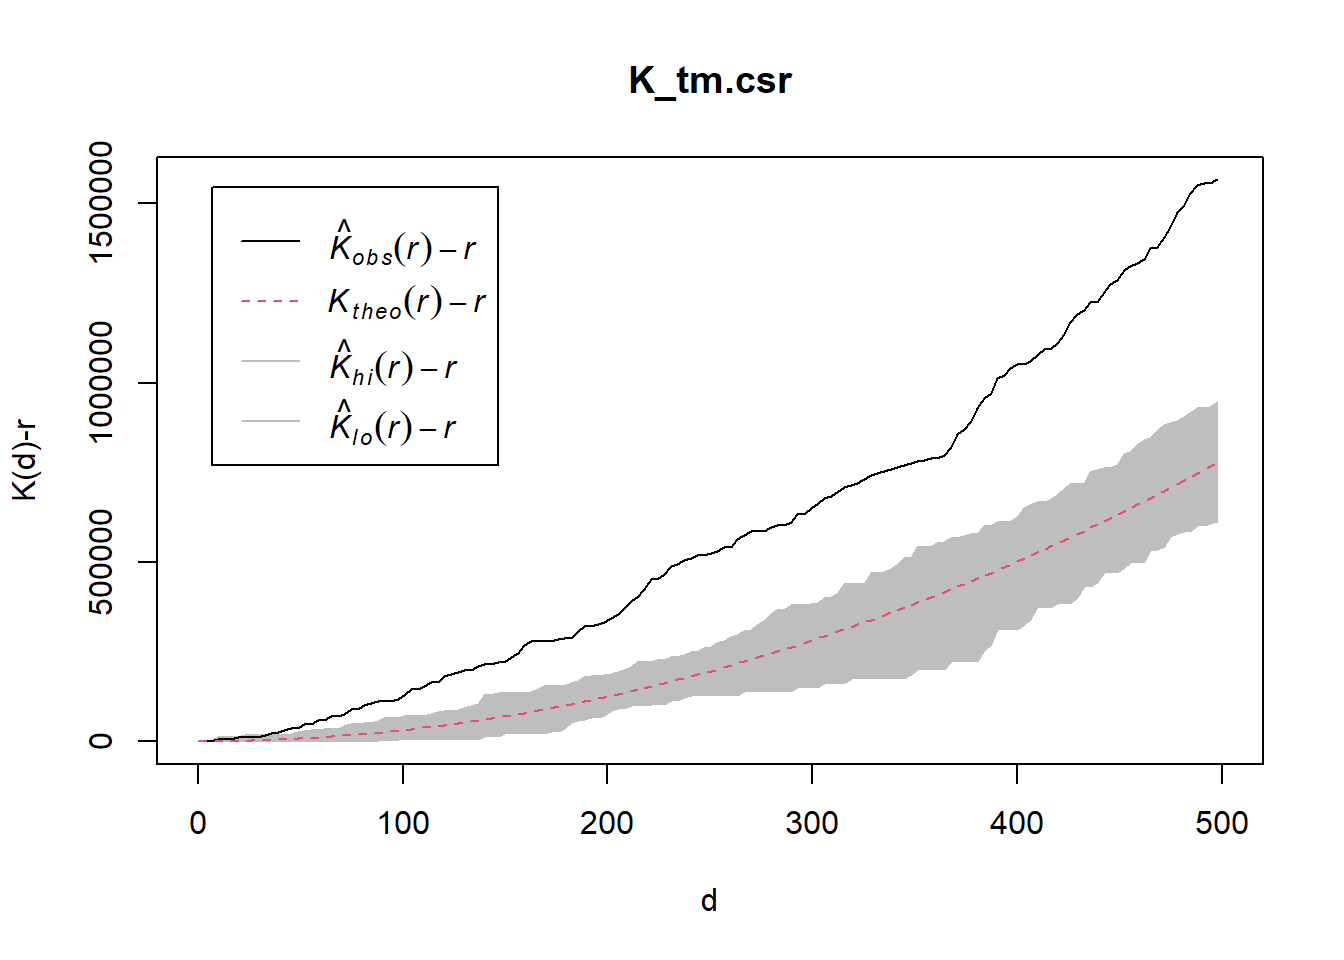 K_tm.csr
K̂obs(r) − r
Ktheo(r) − r
K̂hi(r) − r
K̂lo(r) − r
K(d)-r
0
500000
1000000
1500000
0 100 200 300 400 500
d